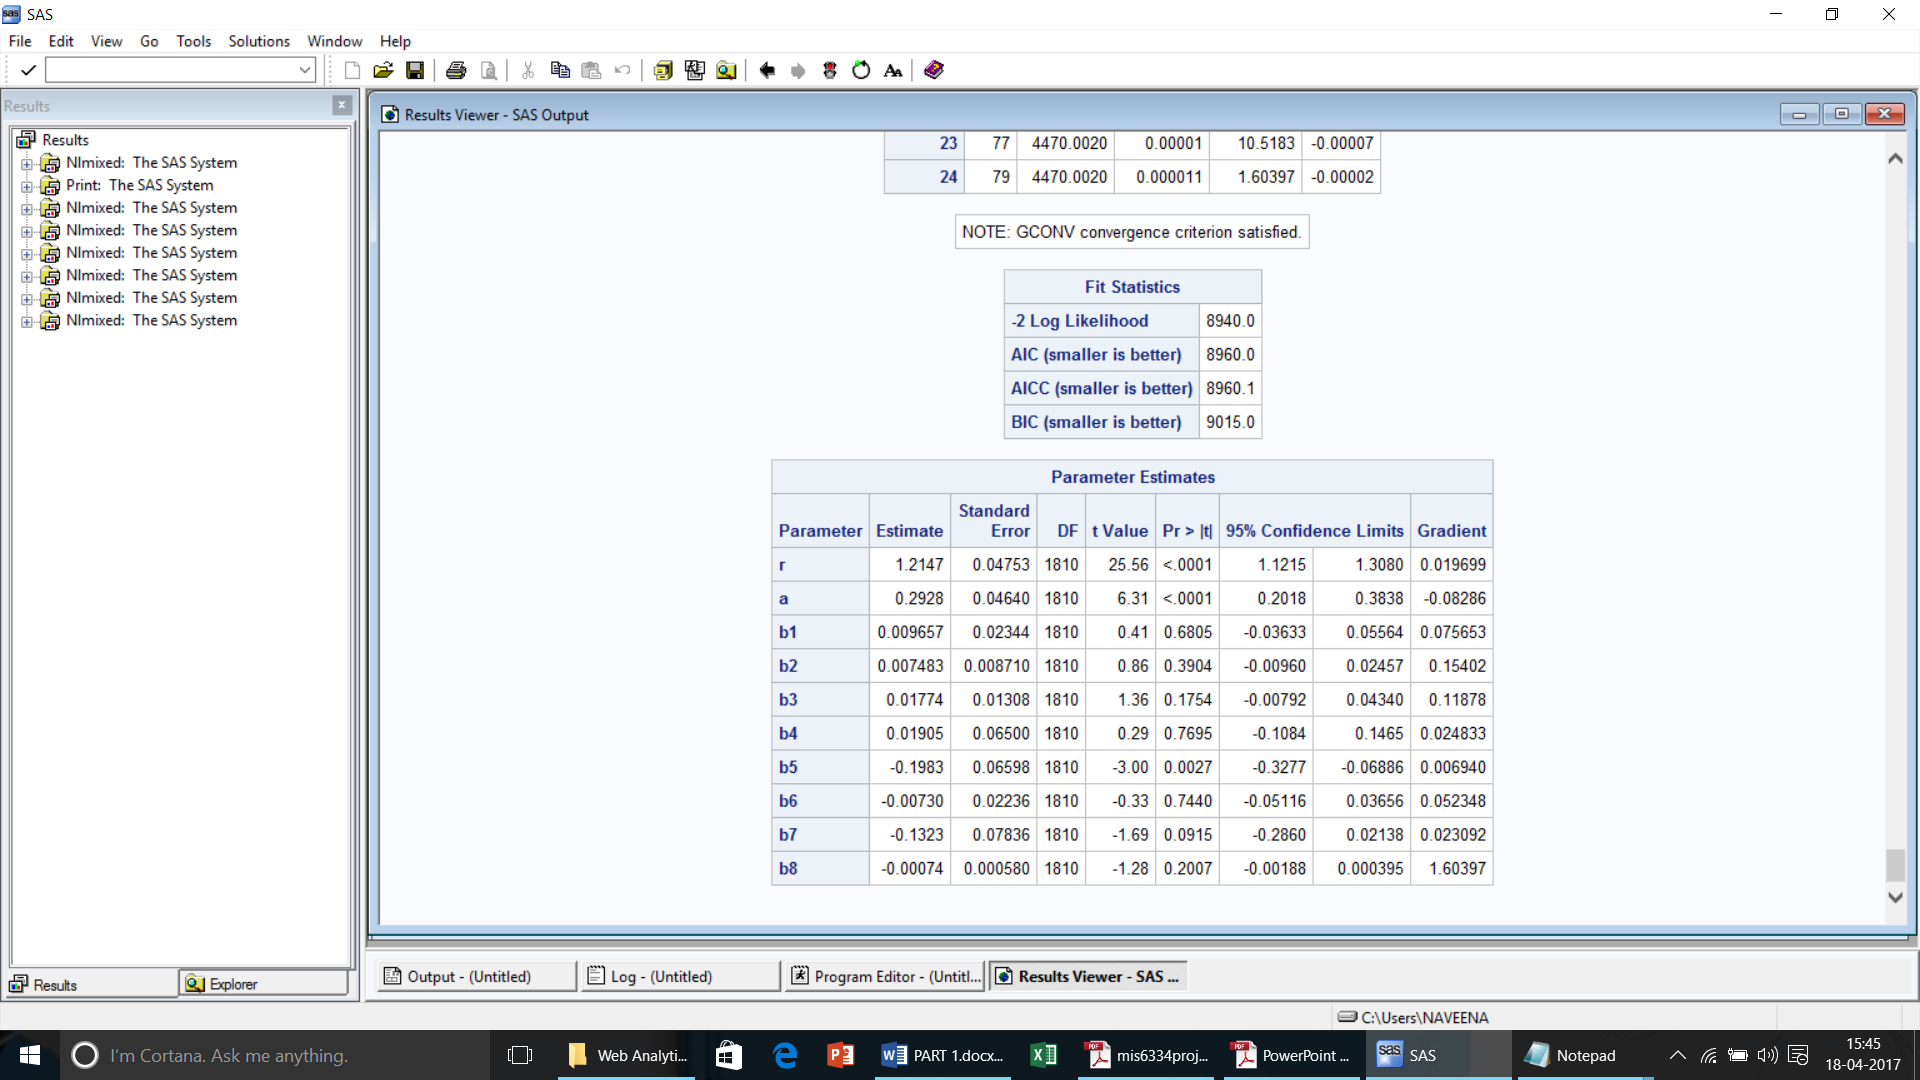 SAS
File Edit View Go Tools Solutions Window Help
Results
Results
Nlmixed: The SAS System
Print: The SAS System
Nlmixed: The SAS System
Nlmixed: The SAS System
Nlmixed: The SAS System
Nlmixed: The SAS System
Nlmixed: The SAS System
Nlmixed: The SAS System
Results Explorer
Results Viewer - SAS Output
23 77 4470.0020 0.00001 10.5183 -0.00007
24 79 4470.0020 0.000011 1.60397 -0.00002
NOTE: GCONV convergence criterion satisfied.
Fit Statistics
-2 Log Likelihood 8940.0
AIC (smaller is better) 8960.0
AICC (smaller is better) 8960.1
BIC (smaller is better) 9015.0
Parameter Estimates
Parameter Estimate Standard Error DF t Value Pr > |t| 95% Confidence Limits Gradient
r 1.2147 0.04753 1810 25.56 <.0001 1.1215 1.3080 0.019699
a 0.2928 0.04640 1810 6.31 <.0001 0.2018 0.3838 -0.08286
b1 0.009657 0.02344 1810 0.41 0.6805 -0.03633 0.05564 0.075653
b2 0.007483 0.008710 1810 0.86 0.3904 -0.00960 0.02457 0.15402
b3 0.01774 0.01308 1810 1.36 0.1754 -0.00792 0.04340 0.11878
b4 0.01905 0.06500 1810 0.29 0.7695 -0.1084 0.1465 0.024833
b5 -0.1983 0.06598 1810 -3.00 0.0027 -0.3277 -0.06886 0.006940
b6 -0.00730 0.02236 1810 -0.33 0.7440 -0.05116 0.03656 0.052348
b7 -0.1323 0.07836 1810 -1.69 0.0915 -0.2860 0.02138 0.023092
b8 -0.00074 0.000580 1810 -1.28 0.2007 -0.00188 0.000395 1.60397
Output - (Untitled) Log - (Untitled) Program Editor - (Untitl... Results Viewer - SAS ...
C:\Users\NAVEENA
I'm Cortana. Ask me anything. Web Analyti... PART 1.docx... mis6334proj... PowerPoint ... SAS Notepad
15:45
18-04-2017